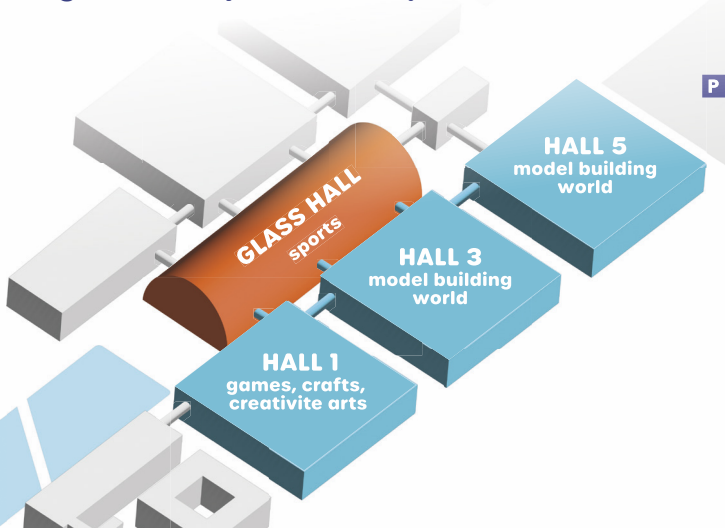 P
HALL 5
model building
world
GLASS HALL
sports
HALL 3
model building
world
HALL 1
games, crafts,
creativite arts